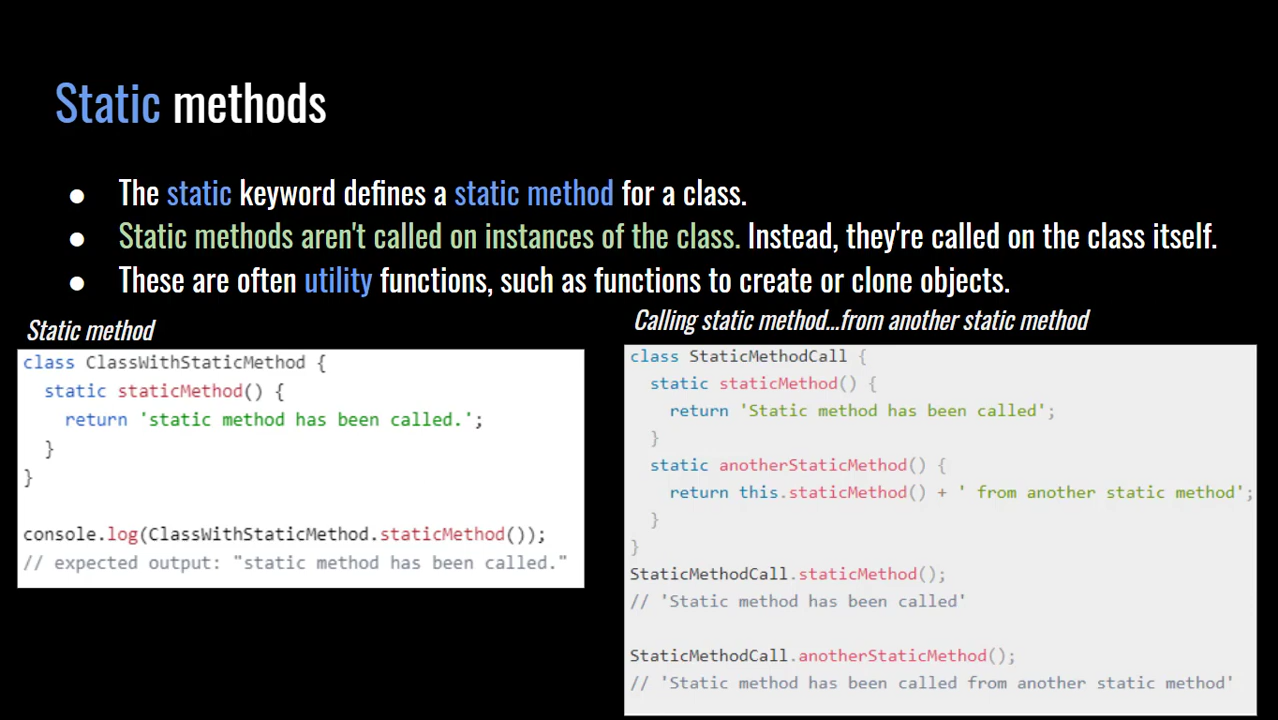 Static methods
● The static keyword defines a static method for a class.
● Static methods aren't called on instances of the class. Instead, they're called on the class itself.
● These are often utility functions, such as functions to create or clone objects.
Static method
class ClassWithStaticMethod {
  static staticMethod() {
    return 'static method has been called.';
  }
}

console.log(ClassWithStaticMethod.staticMethod());
// expected output: "static method has been called."
Calling static method...from another static method
class StaticMethodCall {
  static staticMethod() {
    return 'Static method has been called';
  }
  static anotherStaticMethod() {
    return this.staticMethod() + ' from another static method';
  }
}
StaticMethodCall.staticMethod();
// 'Static method has been called'

StaticMethodCall.anotherStaticMethod();
// 'Static method has been called from another static method'